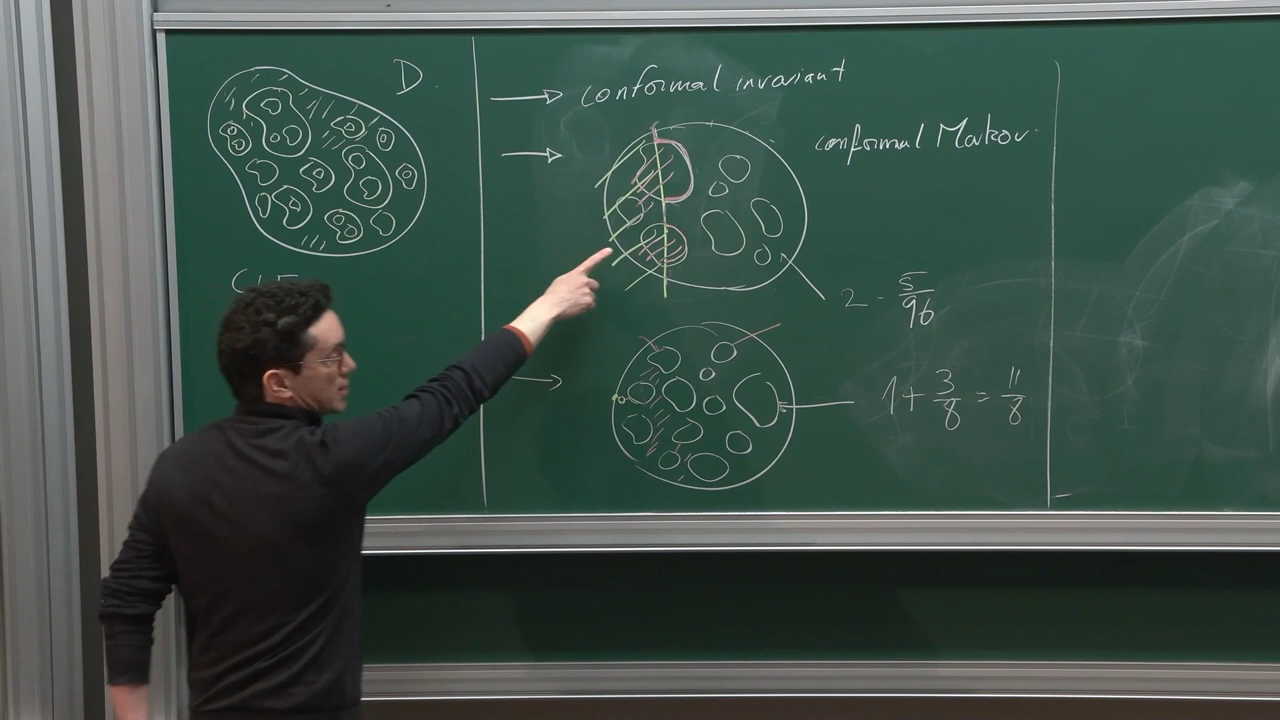 D.
→ conformal invariant
→
conformal Markov.
2 - 5/96
→
1 + 3/8 = 11/8